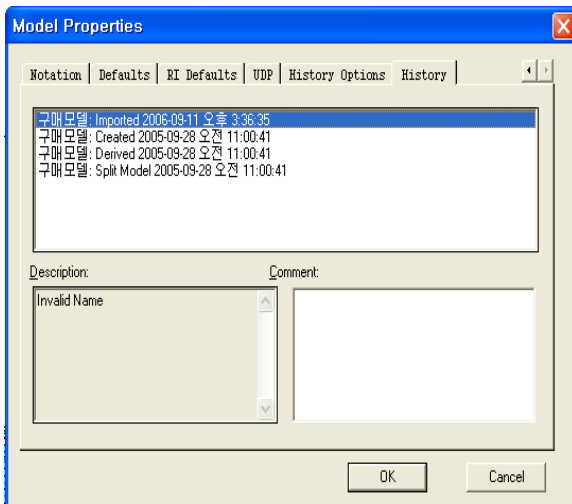 Model Properties
Notation Defaults RI Defaults UDP History Options History
구매모델: Imported 2006-09-11 오후 3:36:35
구매모델: Created 2005-09-28 오전 11:00:41
구매모델: Derived 2005-09-28 오전 11:00:41
구매모델: Split Model 2005-09-28 오전 11:00:41
Description: Comment:
Invalid Name
OK Cancel